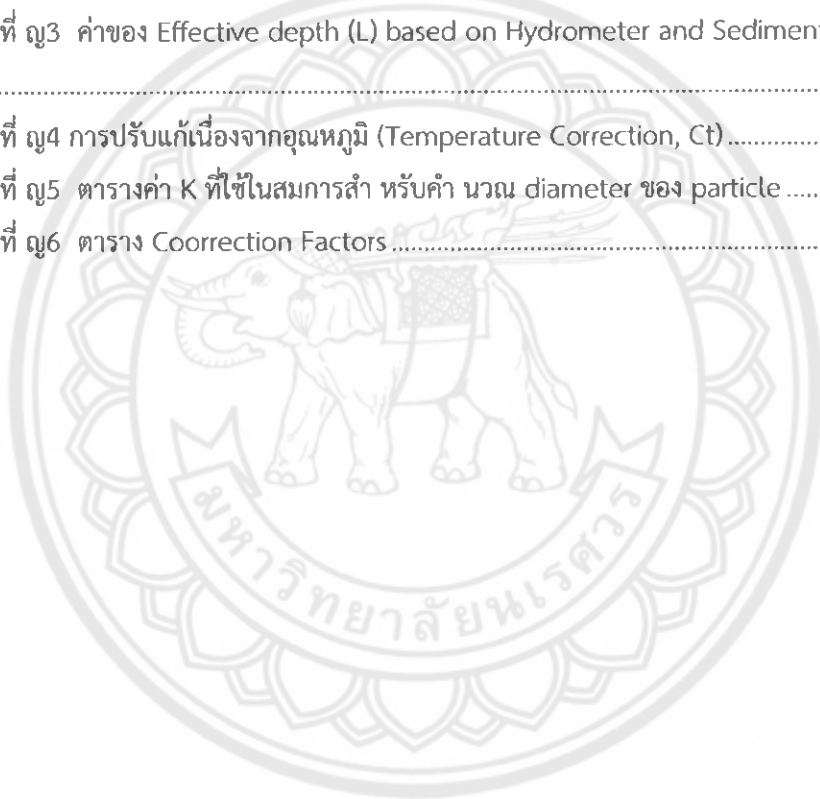 ที่ ญ3 ค่าของ Effective depth (L) based on Hydrometer and Sediment
ที่ ญ4 การปรับแก้เนื่องจากอุณหภูมิ (Temperature Correction, Ct)..............
ที่ ญ5 ตารางค่า K ที่ใช้ในสมการสำ หรับคำ นวณ diameter ของ particle .....
ที่ ญ6 ตาราง Coorrection Factors
มหาวิทยาลัยนเรศวร